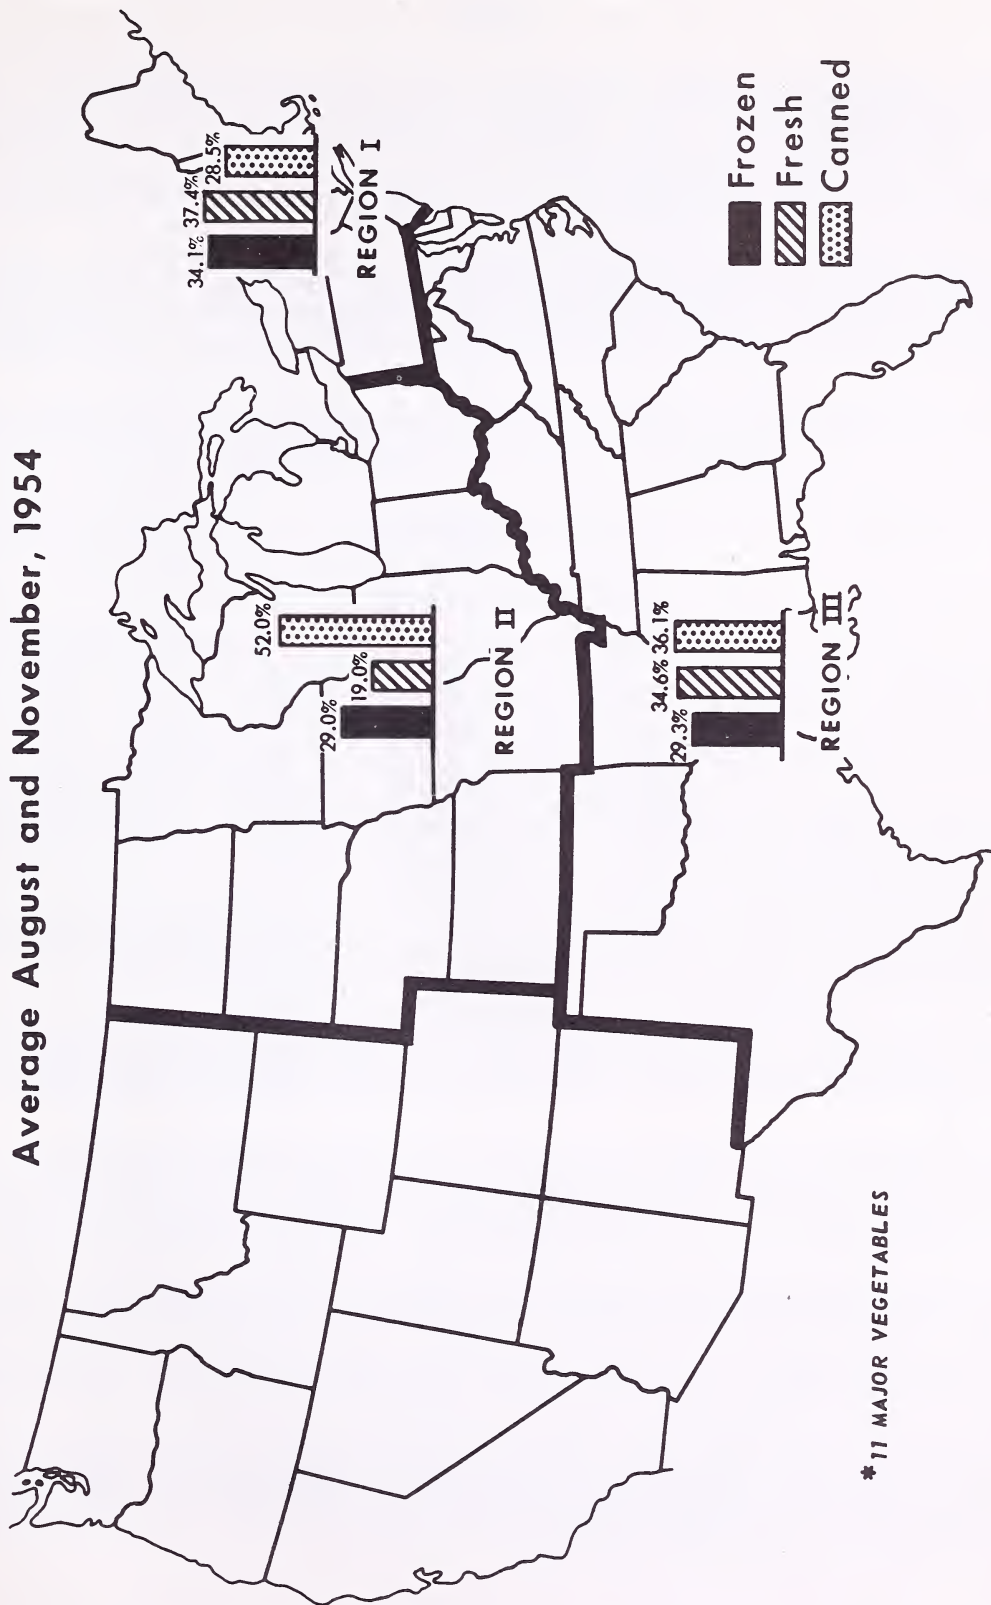 Average August and November, 1954
34.1%
37.4%
28.5%
REGION I
29.0%
19.0%
52.0%
REGION II
29.3%
34.6%
36.1%
REGION III
Frozen
Fresh
Canned
*11 MAJOR VEGETABLES